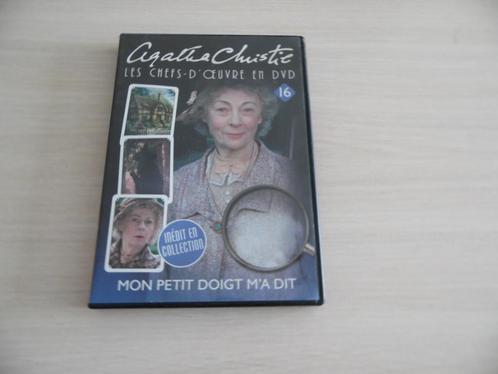 Agatha Christie
LES CHEFS-D'ŒUVRE EN DVD
16
INÉDIT EN
COLLECTION
MON PETIT DOIGT M'A DIT